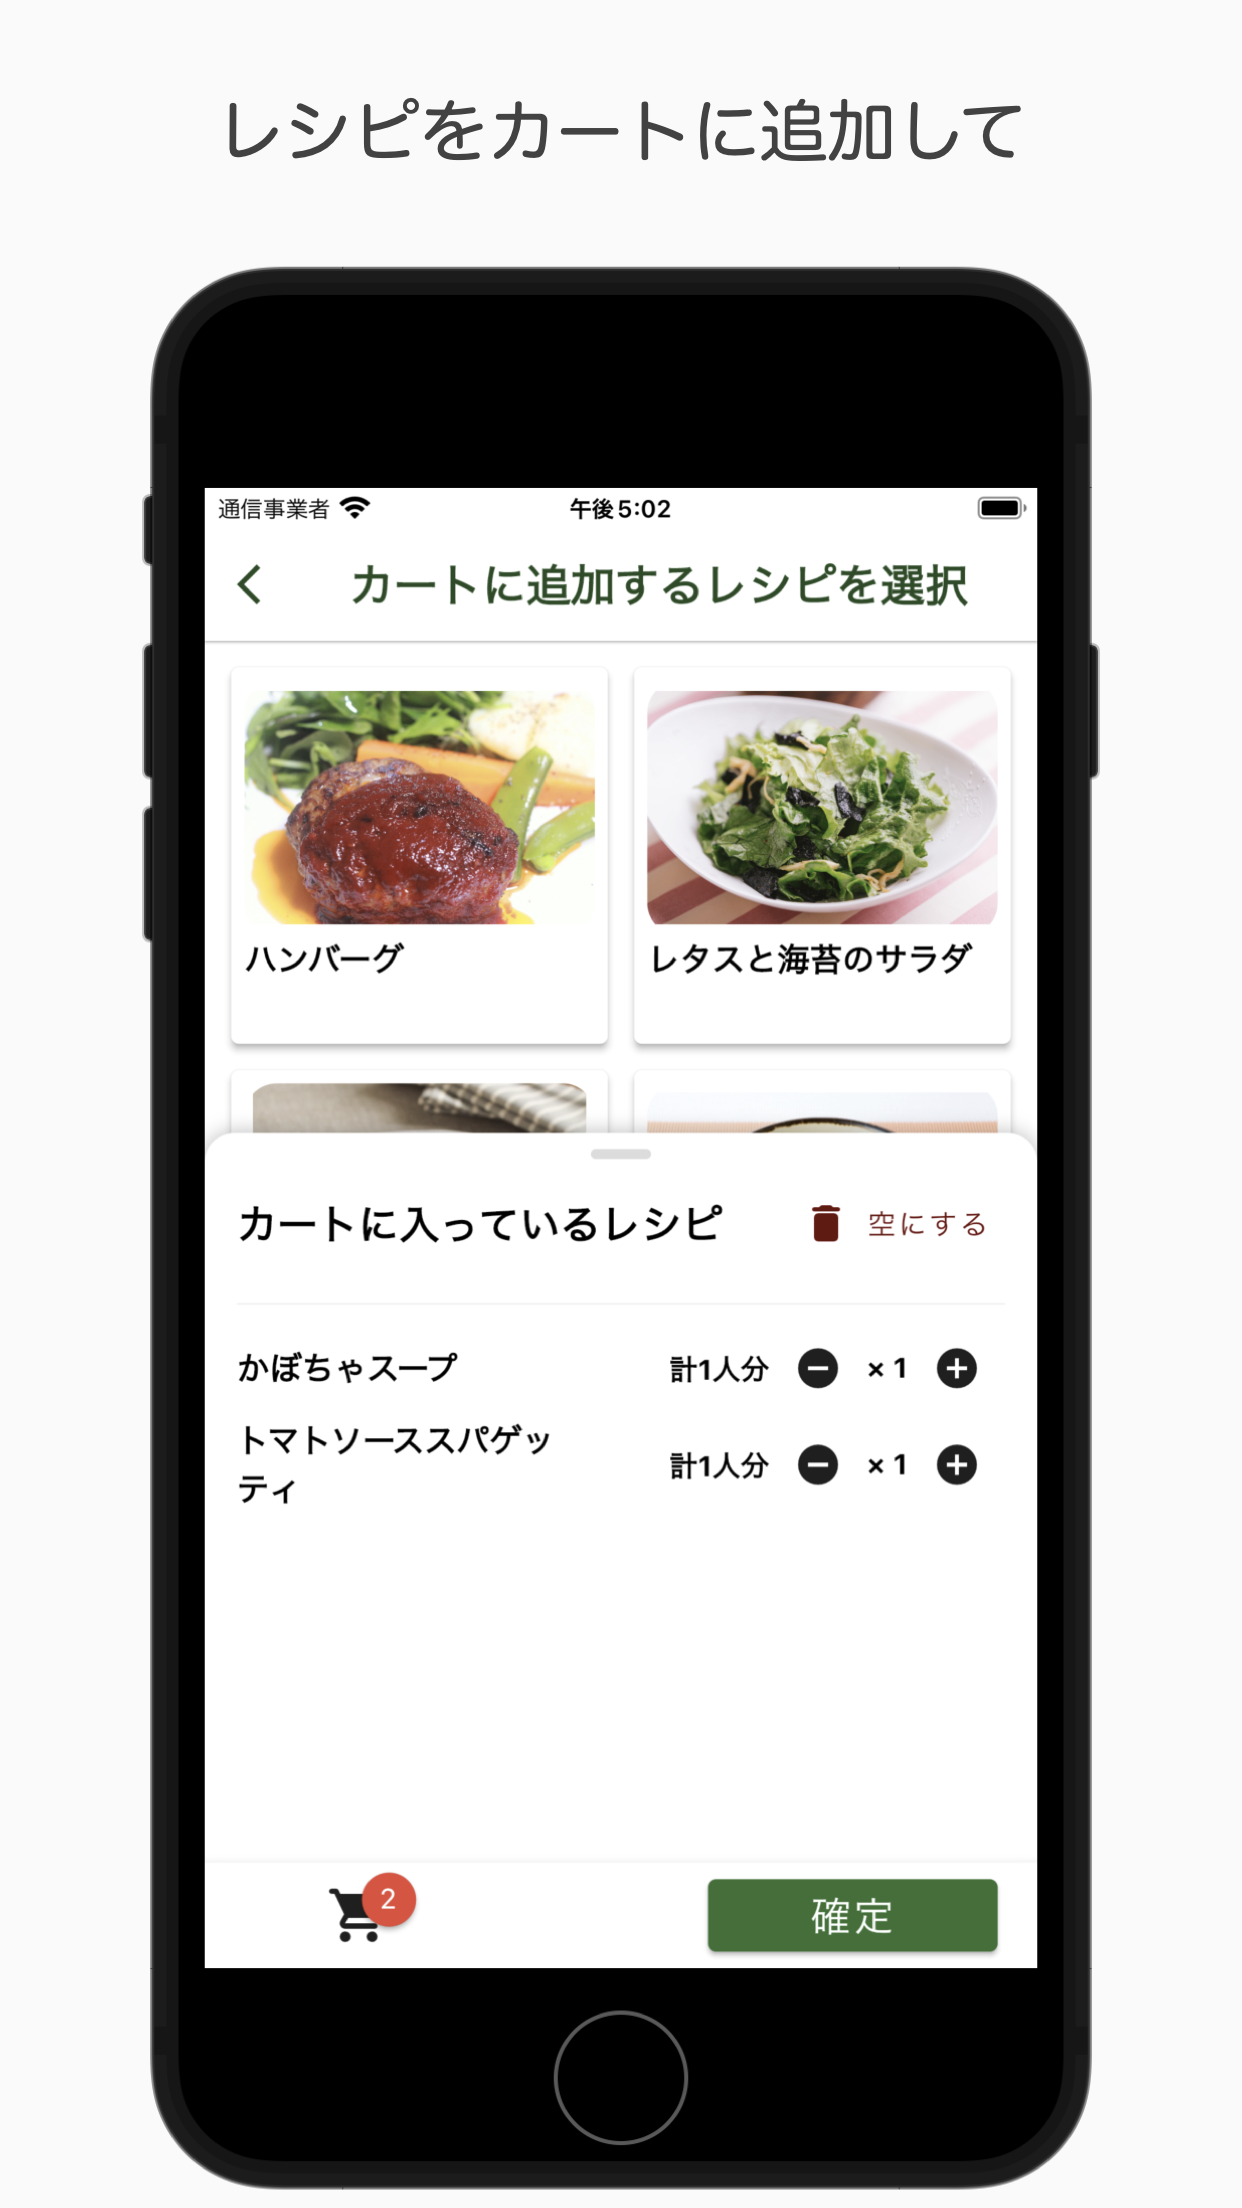 レシピをカートに追加して
通信事業者 午後5:02
カートに追加するレシピを選択
ハンバーグ
レタスと海苔のサラダ
カートに入っているレシピ 空にする
かぼちゃスープ 計1人分 × 1
トマトソーススパゲッ
ティ 計1人分 × 1
2 確定